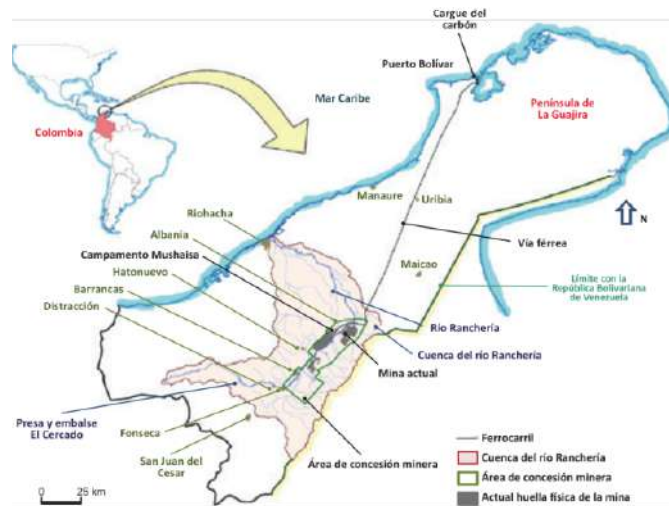 Cargue del
carbón
Puerto Bolívar
Mar Caribe
Península de
La Guajira
Colombia
Manaure
Uribia
Riohacha
Albania
Campamento Mushaisa
Hatonuevo
Barrancas
Distracción
Vía férrea
N
Maicao
Límite con la
República Bolivariana
de Venezuela
Río Ranchería
Cuenca del río Ranchería
Mina actual
Presa y embalse
El Cercado
Fonseca
San Juan del
Cesar
Área de concesión minera
Ferrocarril
Cuenca del río Ranchería
Área de concesión minera
Actual huella física de la mina
0 25 km